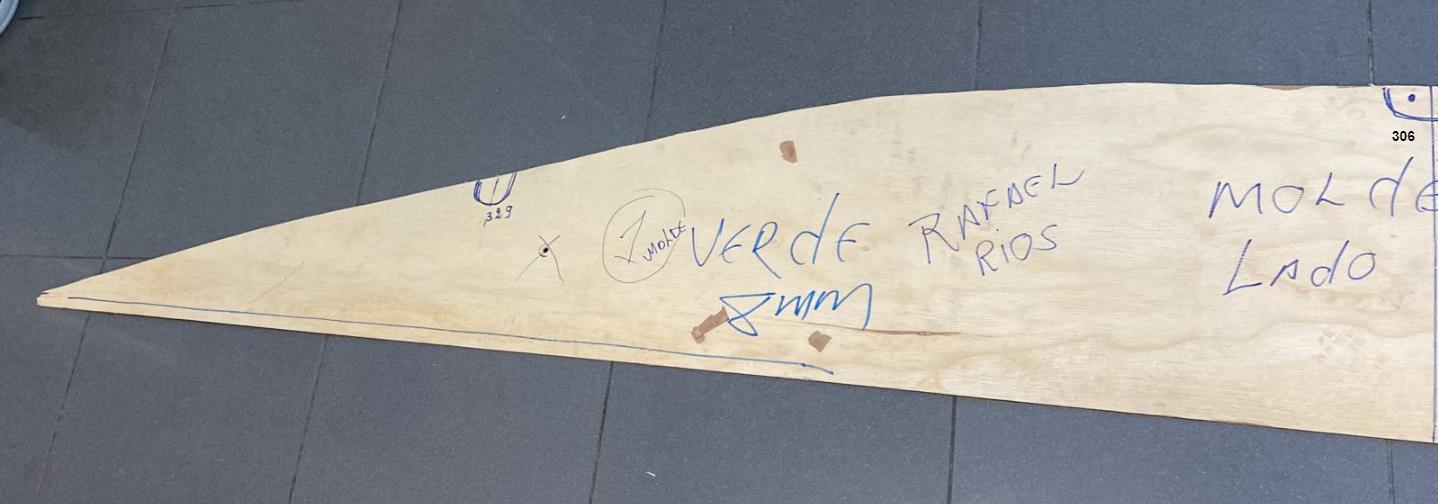 306
329
1 MOLDE
VERdE
8mm
RAFAEL
RIOS
MOLdE
LAdO